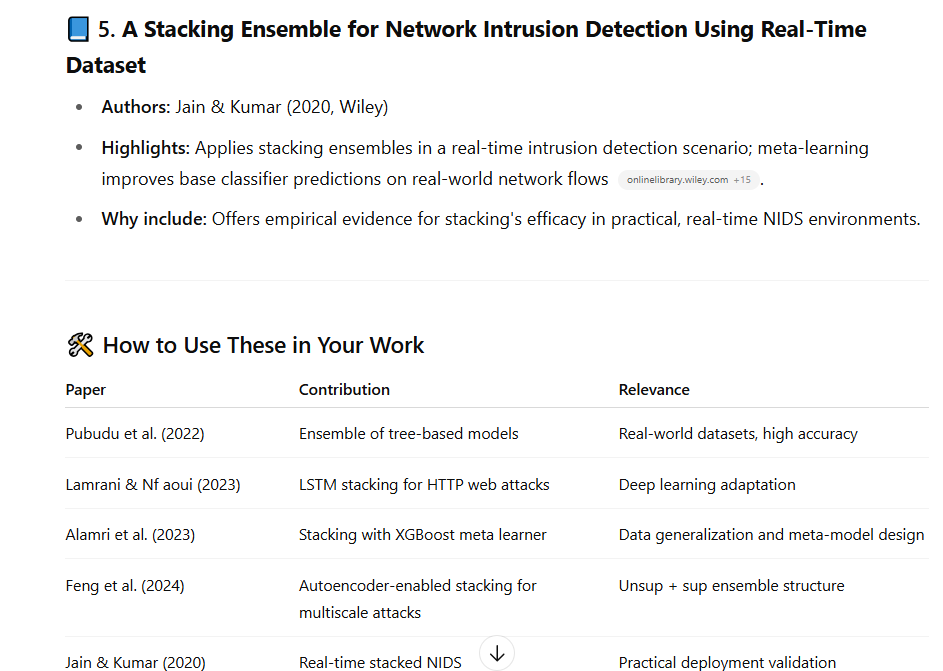 5. A Stacking Ensemble for Network Intrusion Detection Using Real-Time
Dataset
Authors: Jain & Kumar (2020, Wiley)
Highlights: Applies stacking ensembles in a real-time intrusion detection scenario; meta-learning
improves base classifier predictions on real-world network flows onlinelibrary.wiley.com +15 .
Why include: Offers empirical evidence for stacking's efficacy in practical, real-time NIDS environments.
How to Use These in Your Work
Paper Contribution Relevance
Pubudu et al. (2022) Ensemble of tree-based models Real-world datasets, high accuracy
Lamrani & Nf aoui (2023) LSTM stacking for HTTP web attacks Deep learning adaptation
Alamri et al. (2023) Stacking with XGBoost meta learner Data generalization and meta-model design
Feng et al. (2024) Autoencoder-enabled stacking for Unsup + sup ensemble structure
multiscale attacks
Jain & Kumar (2020) Real-time stacked NIDS Practical deployment validation